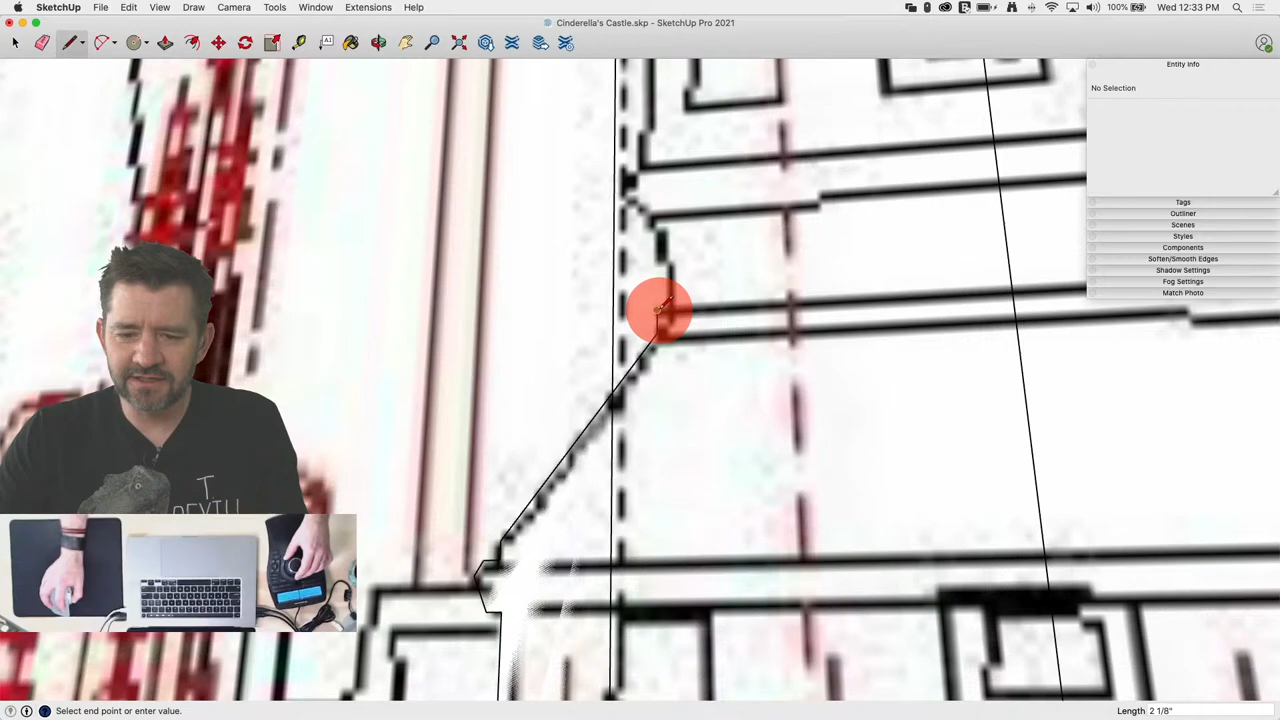 SketchUp File Edit View Draw Camera Tools Window Extensions Help 100% Wed 12:33 PM
Cinderella's Castle.skp - SketchUp Pro 2021
Entity Info
No Selection
Tags
Outliner
Scenes
Styles
Components
Soften/Smooth Edges
Shadow Settings
Fog Settings
Match Photo
T.
Select end point or enter value.
Length 2 1/8"